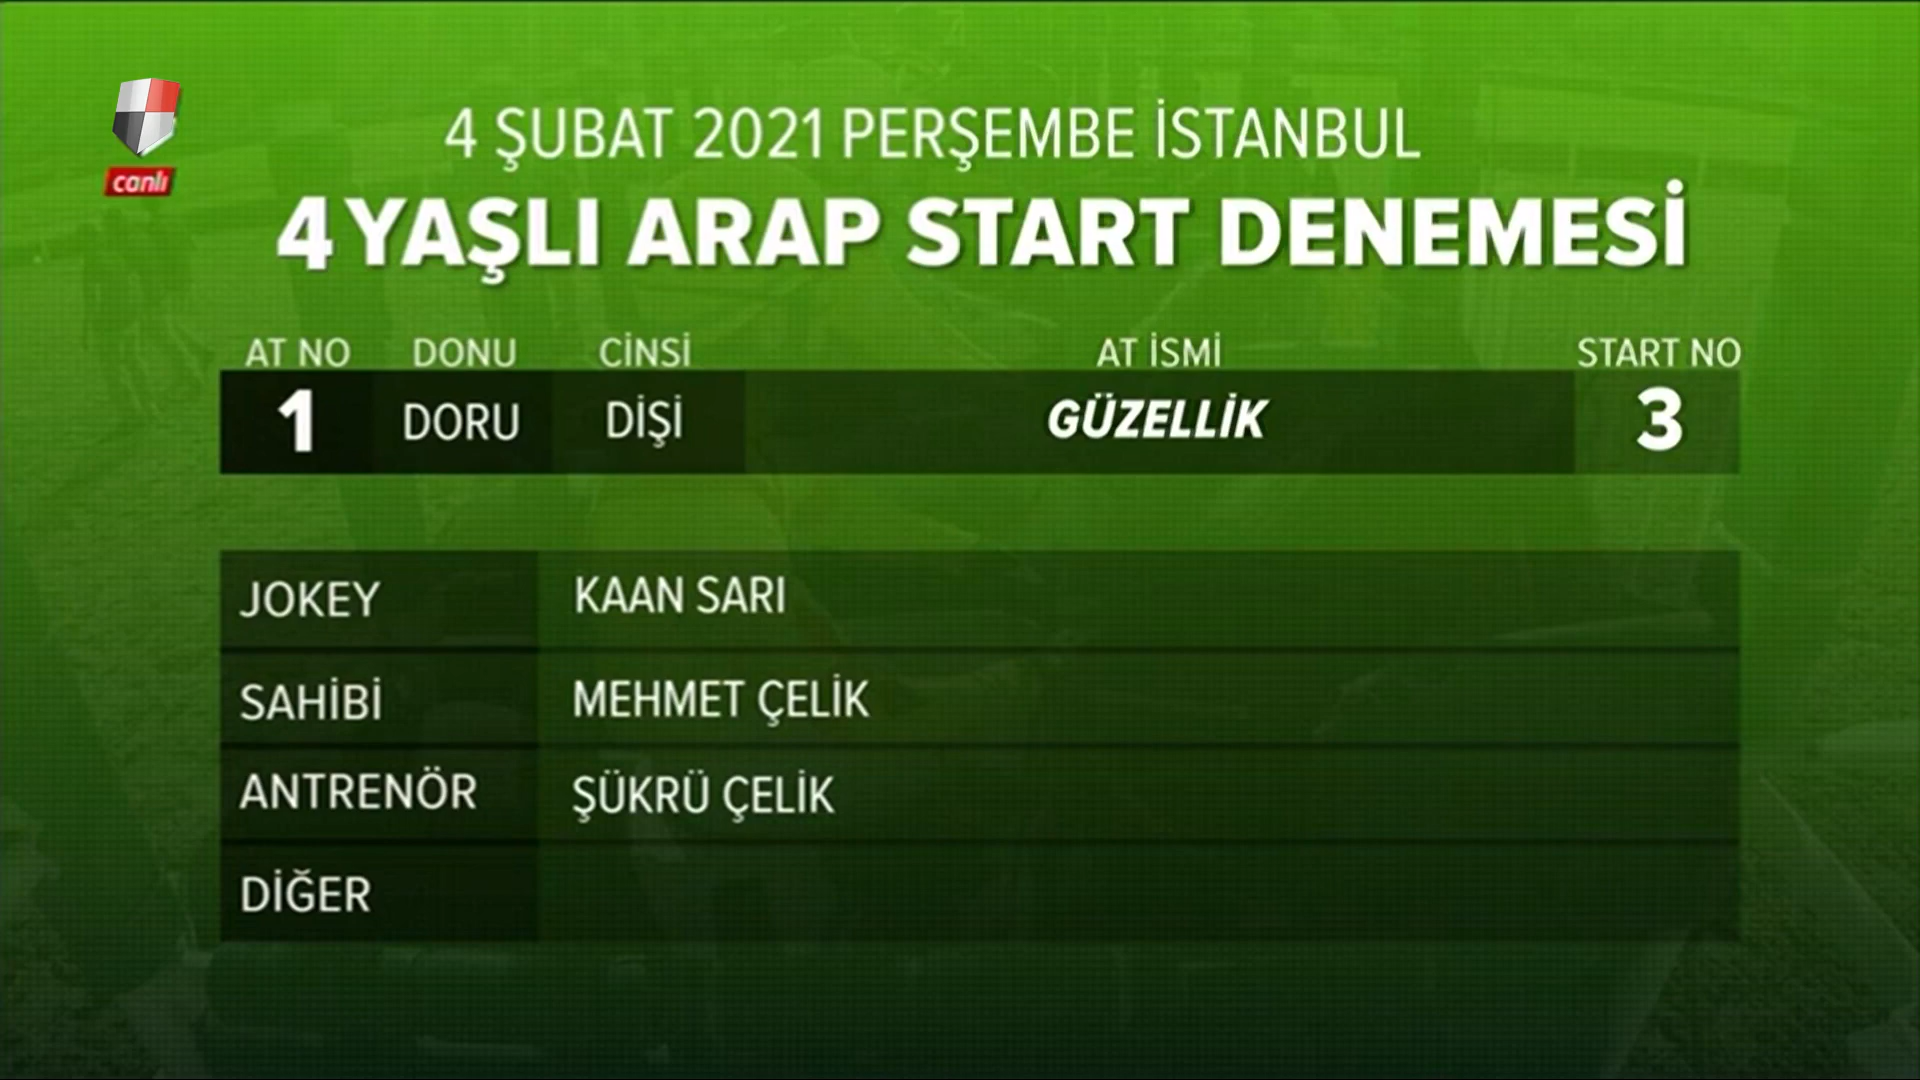 canlı
4 ŞUBAT 2021 PERŞEMBE İSTANBUL
4 YAŞLI ARAP START DENEMESİ
AT NO DONU CİNSİ AT İSMİ START NO
1 DORU DİŞİ GÜZELLİK 3
JOKEY KAAN SARI
SAHİBİ MEHMET ÇELİK
ANTRENÖR ŞÜKRÜ ÇELİK
DİĞER